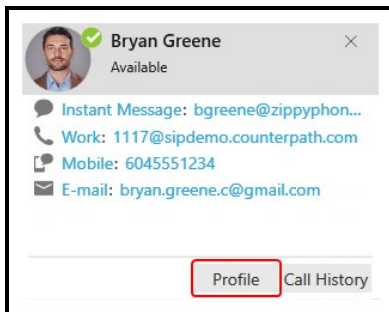 Bryan Greene
Available
Instant Message: bgreene@zippyphon...
Work: 1117@sipdemo.counterpath.com
Mobile: 6045551234
E-mail: bryan.greene.c@gmail.com
Profile Call History